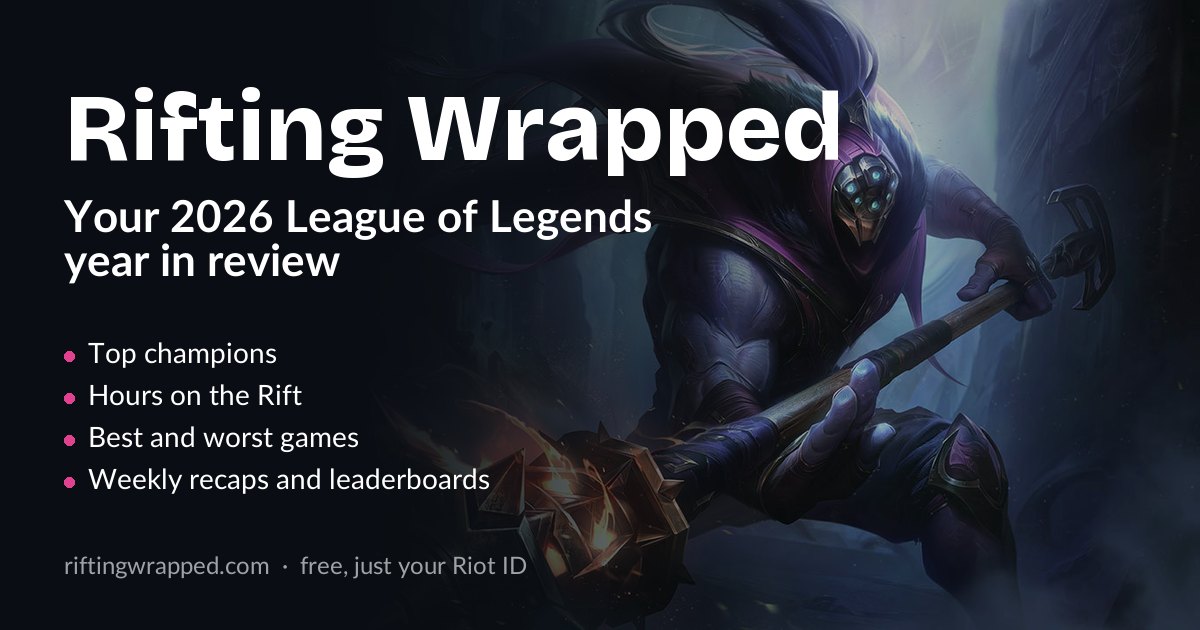 Rifting Wrapped
Your 2026 League of Legends
year in review
Top champions
Hours on the Rift
Best and worst games
Weekly recaps and leaderboards
riftingwrapped.com · free, just your Riot ID